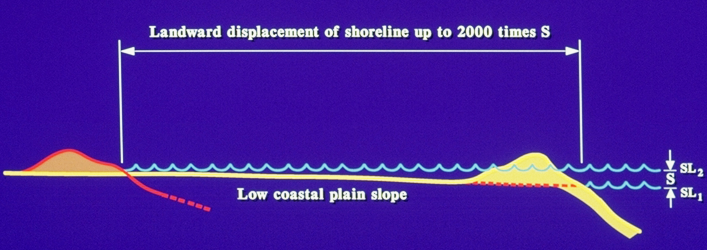 Landward displacement of shoreline up to 2000 times S
SL2
S
SL1
Low coastal plain slope